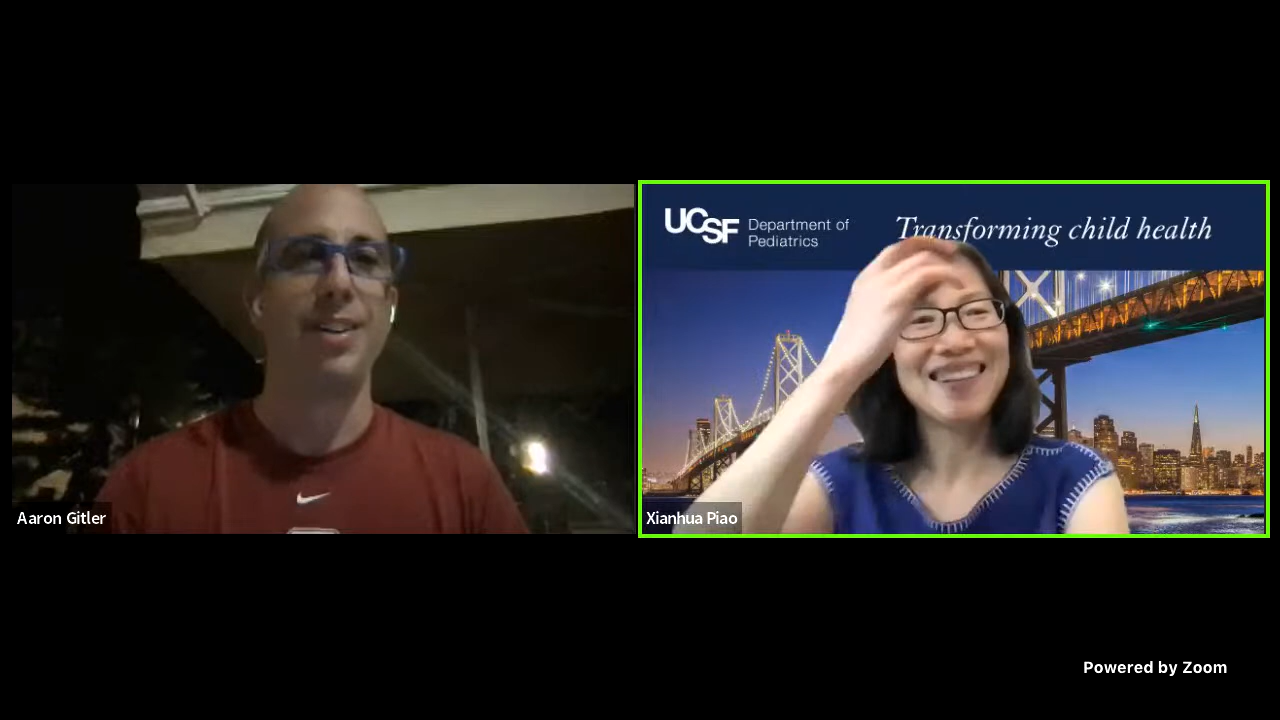 UCSF
Department of
Pediatrics
Transforming child health
Aaron Gitler
Xianhua Piao
Powered by Zoom